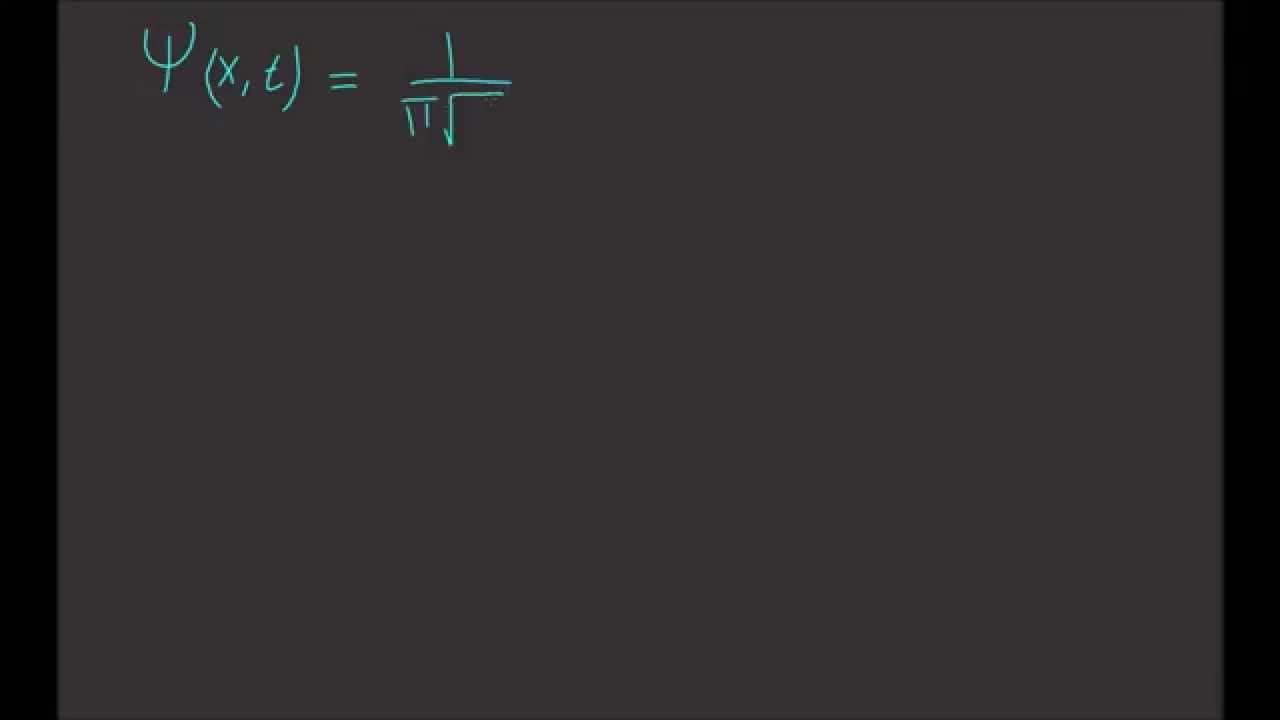 Ψ(x,t) = 1/π√